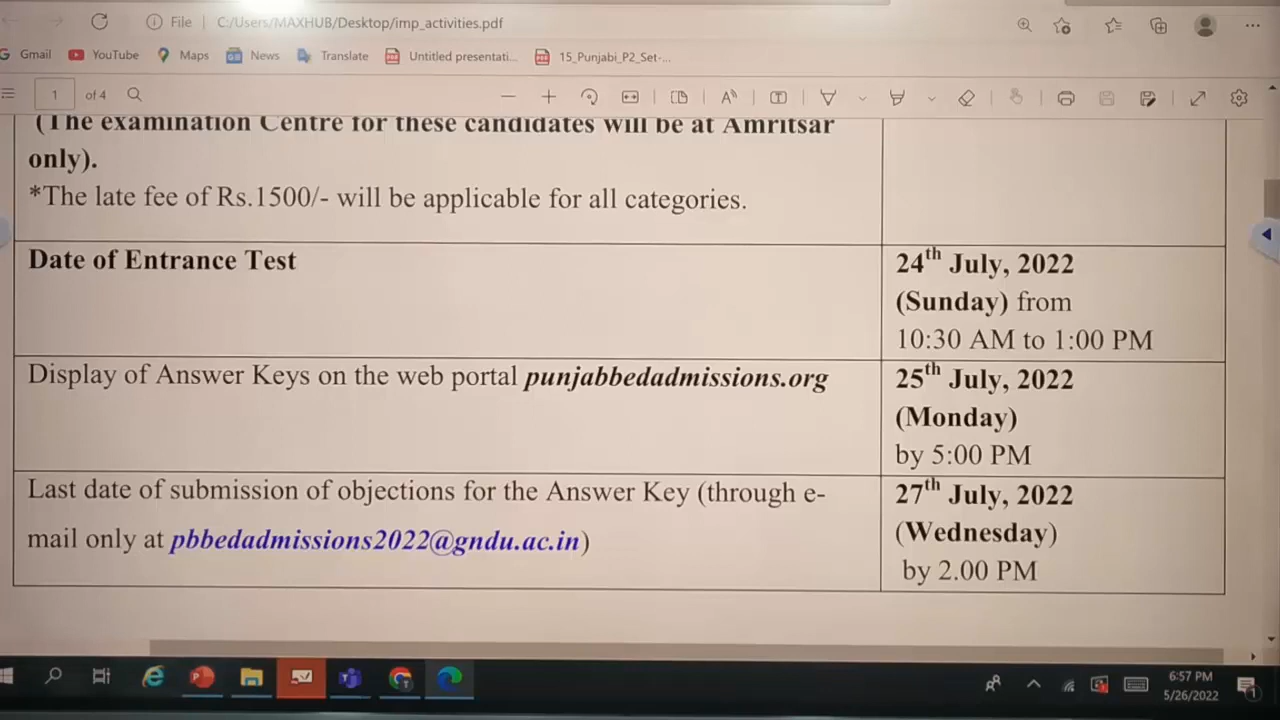 File
C:/Users/MAXHUB/Desktop/imp_activities.pdf
Gmail
YouTube
Maps
News
Translate
Untitled presentati...
15_Punjabi_P2_Set-...
1 of 4
(The examination Centre for these candidates will be at Amritsar
only).
*The late fee of Rs.1500/- will be applicable for all categories.
Date of Entrance Test
24th July, 2022
(Sunday) from
10:30 AM to 1:00 PM
Display of Answer Keys on the web portal punjabbedadmissions.org
25th July, 2022
(Monday)
by 5:00 PM
Last date of submission of objections for the Answer Key (through e-
mail only at pbbedadmissions2022@gndu.ac.in)
27th July, 2022
(Wednesday)
by 2.00 PM
6:57 PM
5/26/2022